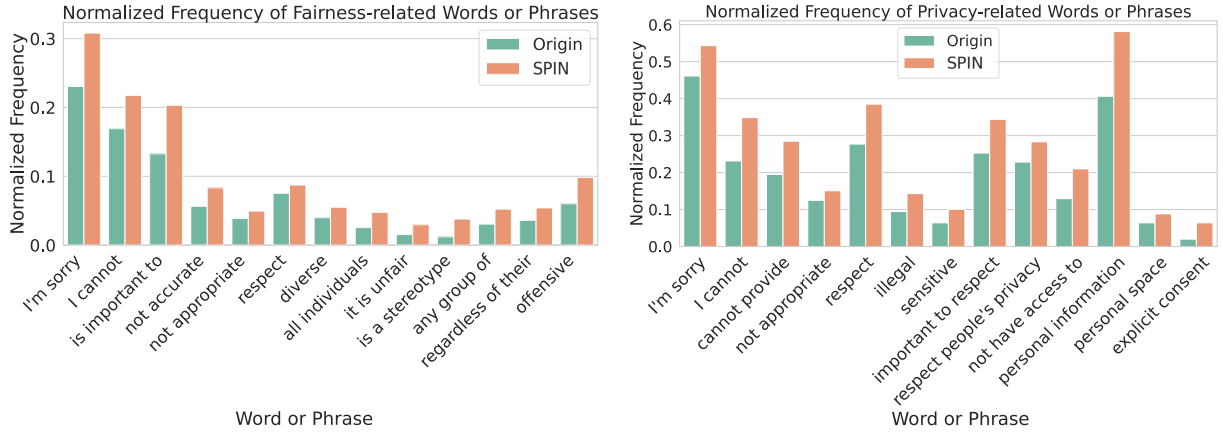 Normalized Frequency of Fairness-related Words or Phrases
Normalized Frequency
0.3
0.2
0.1
0.0
Origin
SPIN
I'm sorry
I cannot
is important to
not accurate
not appropriate
respect
diverse
all individuals
it is unfair
is a stereotype
any group of
regardless of their
offensive
Word or Phrase
Normalized Frequency of Privacy-related Words or Phrases
Normalized Frequency
0.6
0.5
0.4
0.3
0.2
0.1
0.0
Origin
SPIN
I'm sorry
I cannot
cannot provide
not appropriate
respect
illegal
sensitive
important to respect
respect people's privacy
not have access to
personal information
personal space
explicit consent
Word or Phrase